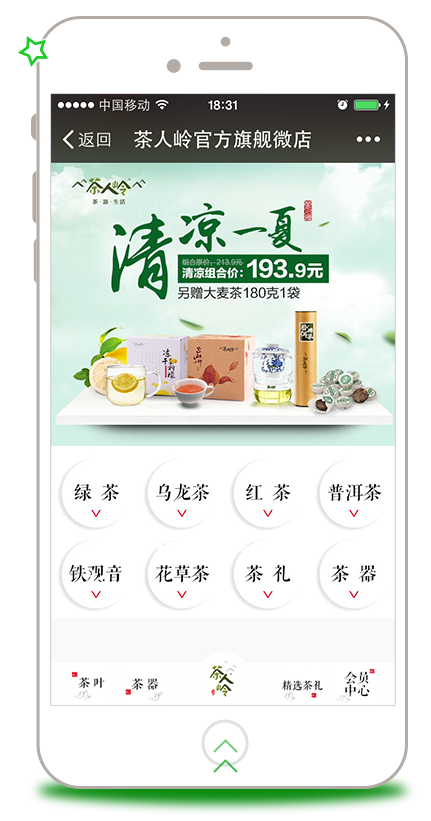 中国移动
18:31
返回
茶人岭官方旗舰微店
茶人岭
茶·器·生活
清凉一夏
组合原价：213.9元
清凉组合价：193.9元
另赠大麦茶180克1袋
绿 茶
乌龙茶
红 茶
普洱茶
铁观音
花草茶
茶 礼
茶 器
茶 叶
茶 器
茶人岭
精选茶礼
会员
中心